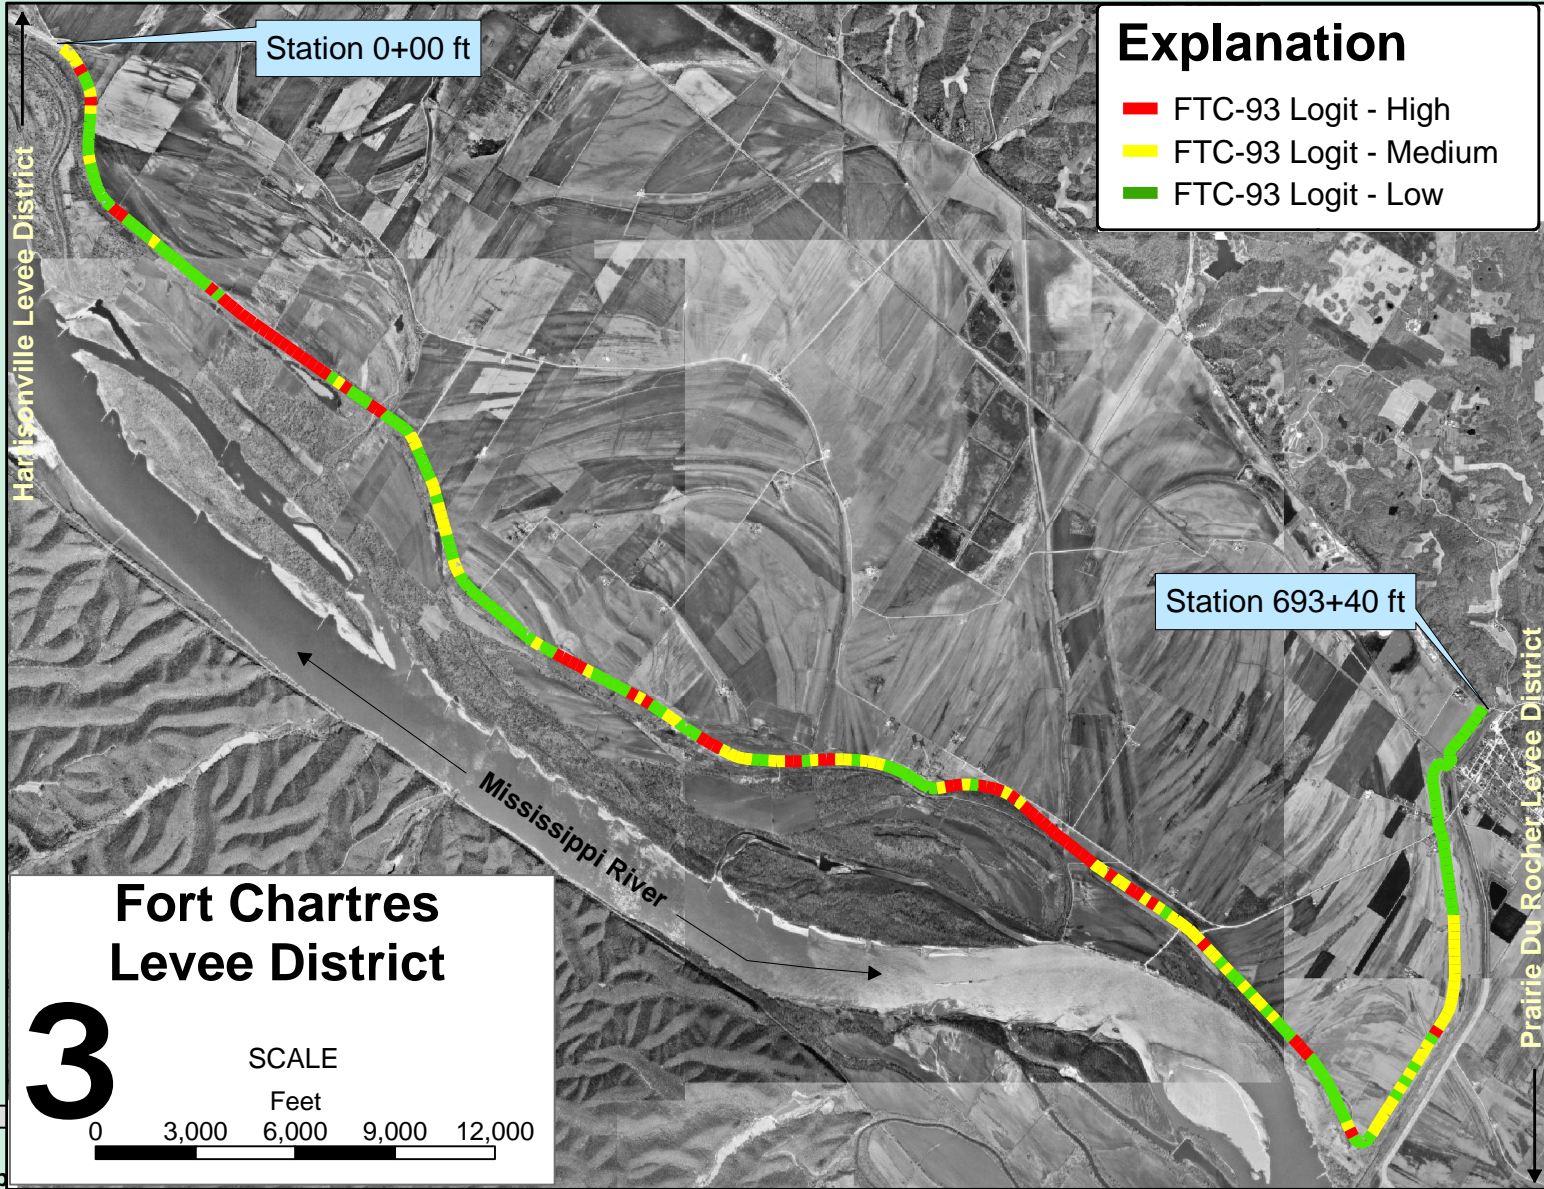 Station 0+00 ft
Explanation
FTC-93 Logit - High
FTC-93 Logit - Medium
FTC-93 Logit - Low
Harrisonville Levee District
Station 693+40 ft
Prairie Du Rocher Levee District
Mississippi River
Fort Chartres
Levee District
3
SCALE
Feet
0 3,000 6,000 9,000 12,000